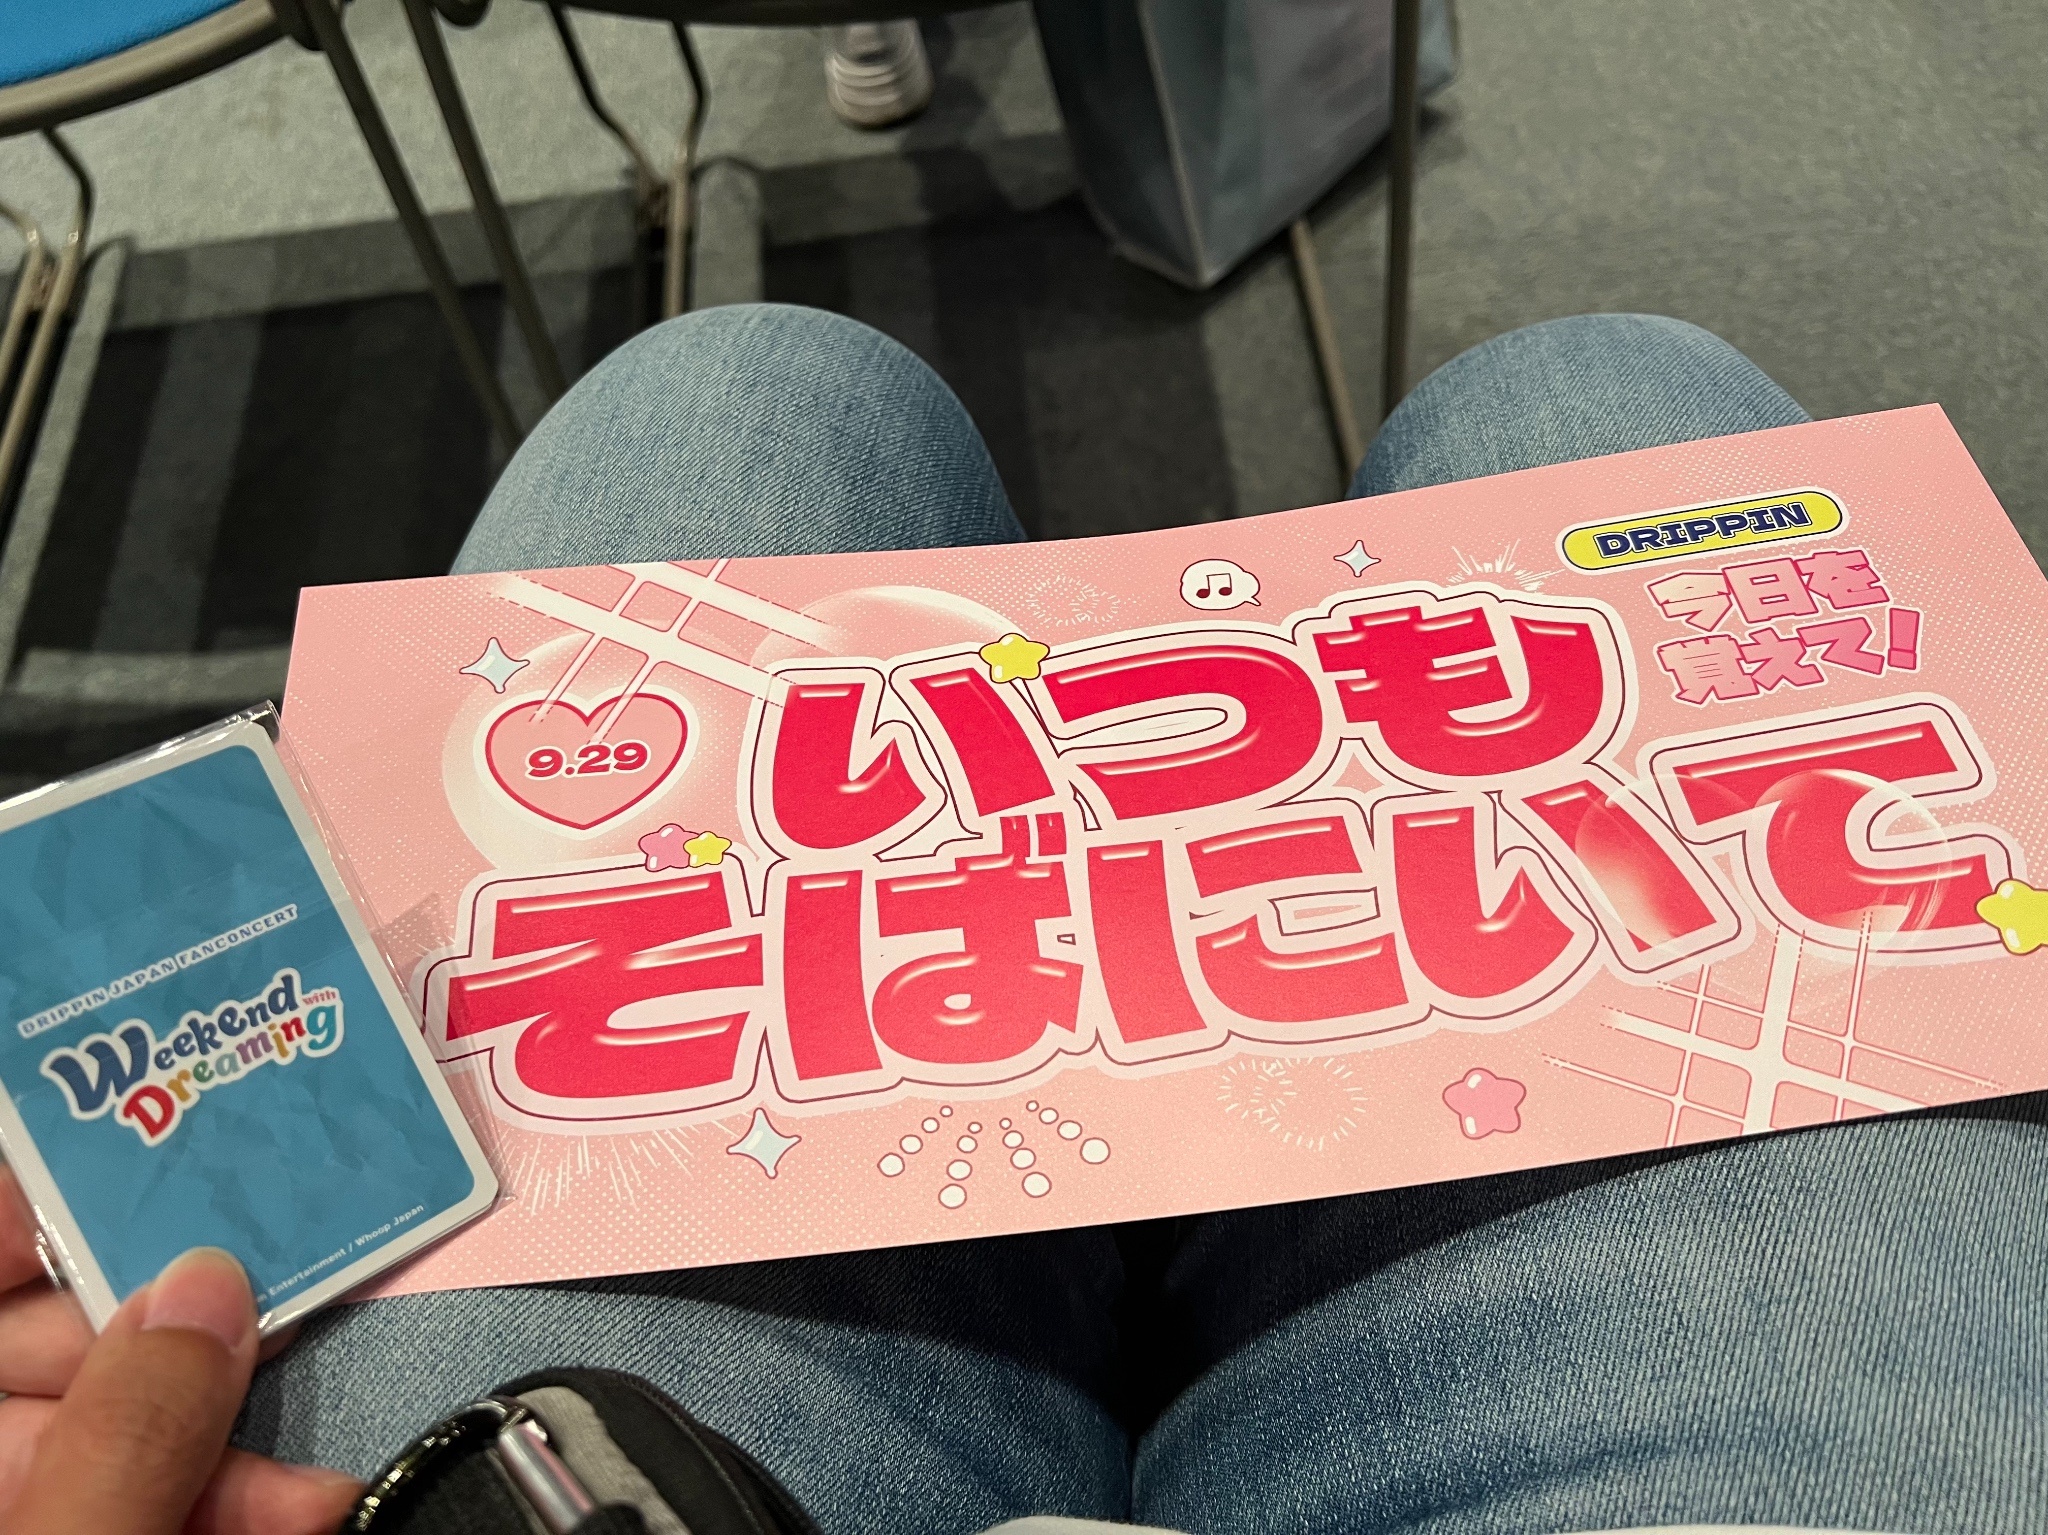 DRIPPIN
今日を
覚えて!
9.29
いつも
そばにいて
DRIPPIN JAPAN FANCONCERT
Weekend with
Dreaming
Entertainment / Whoop Japan